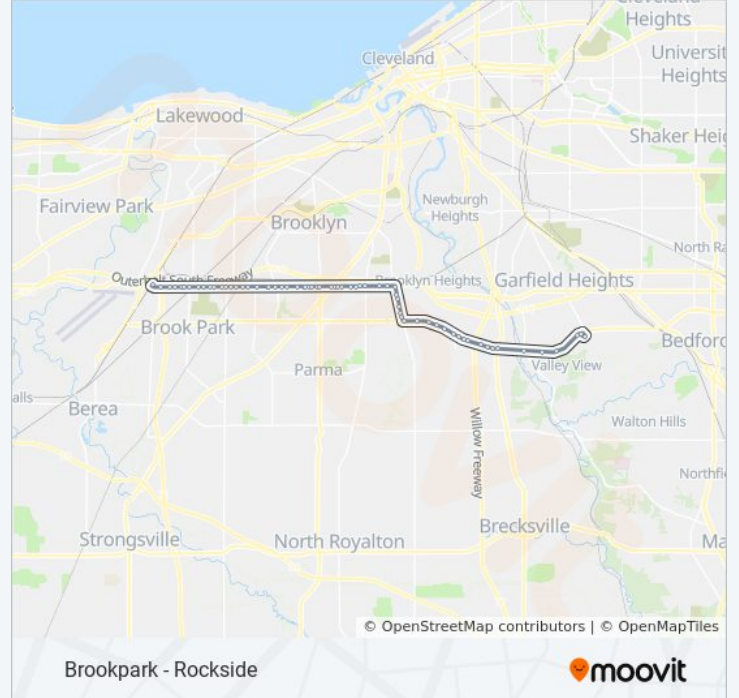 Cleveland
Heights
Cleveland
Universit
Heights
Lakewood
Shaker Heig
Fairview Park
Newburgh
Heights
Brooklyn
North Ra
Outerbelt South Freeway
Brooklyn Heights
Garfield Heights
Brook Park
Bedford
Parma
Valley View
alls
Berea
Walton Hills
Willow Freeway
Northfi
Brecksville
Strongsville
North Royalton
Ma
© OpenStreetMap contributors | © OpenMapTiles
Brookpark - Rockside
moovit